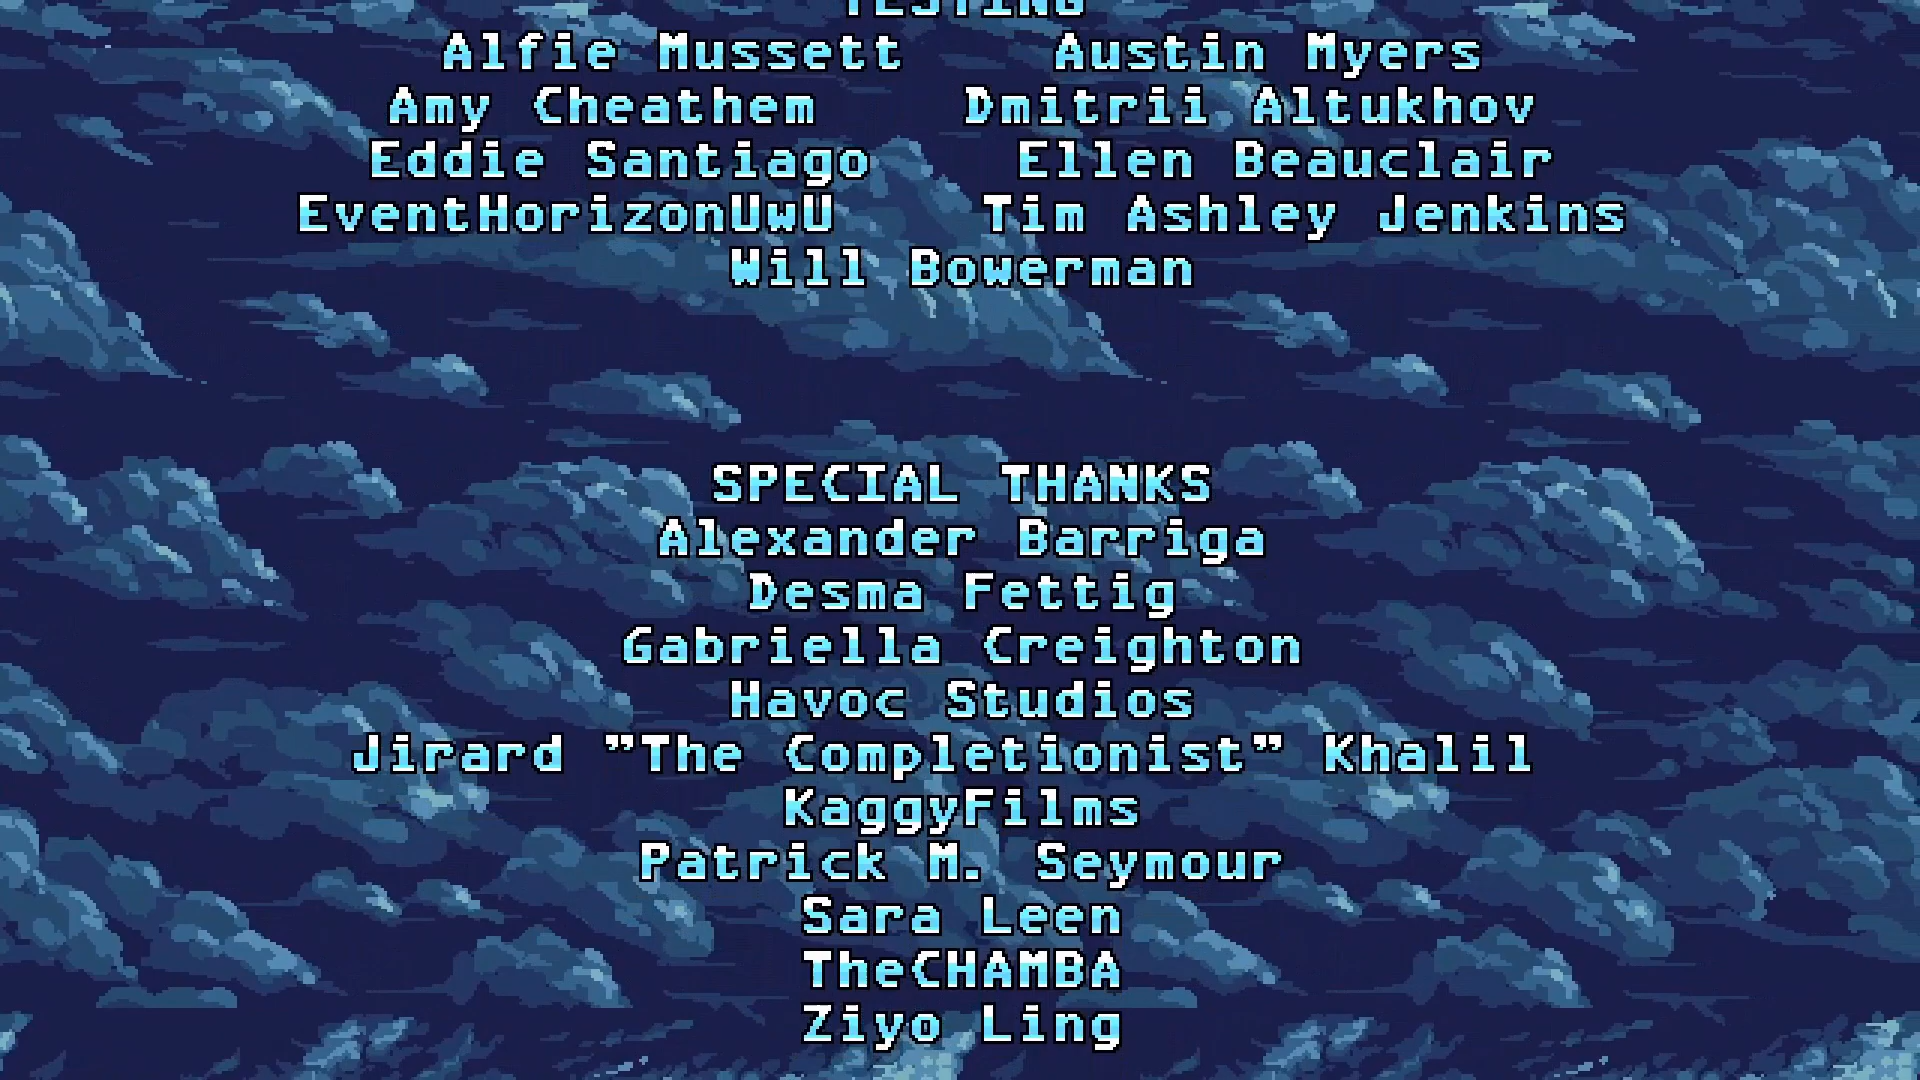 TESTING
Alfie Mussett Austin Myers
Amy Cheathem Dmitrii Altukhov
Eddie Santiago Ellen Beauclair
EventHorizonUwU Tim Ashley Jenkins
Will Bowerman
SPECIAL THANKS
Alexander Barriga
Desma Fettig
Gabriella Creighton
Havoc Studios
Jirard "The Completionist" Khalil
KaggyFilms
Patrick M. Seymour
Sara Leen
TheCHAMBA
Ziyo Ling